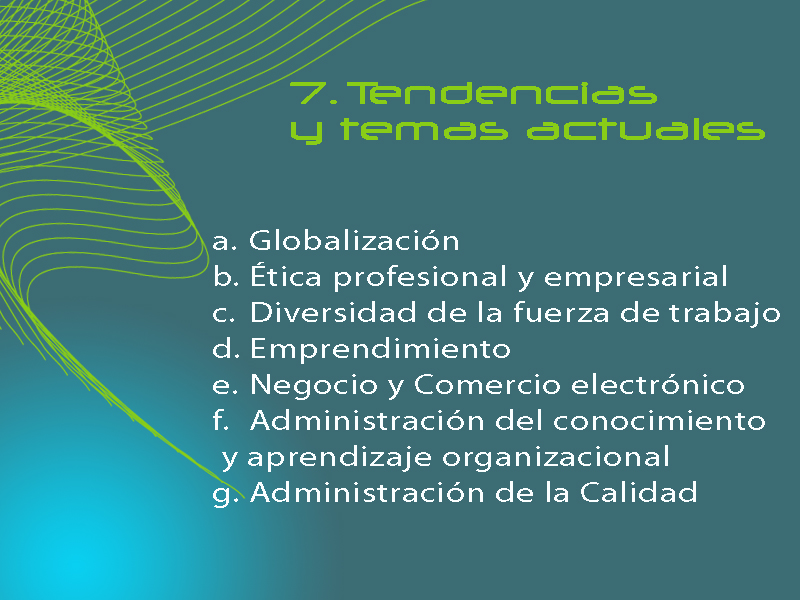 7. Tendencias
y temas actuales
a. Globalización
b. Ética profesional y empresarial
c. Diversidad de la fuerza de trabajo
d. Emprendimiento
e. Negocio y Comercio electrónico
f. Administración del conocimiento
y aprendizaje organizacional
g. Administración de la Calidad